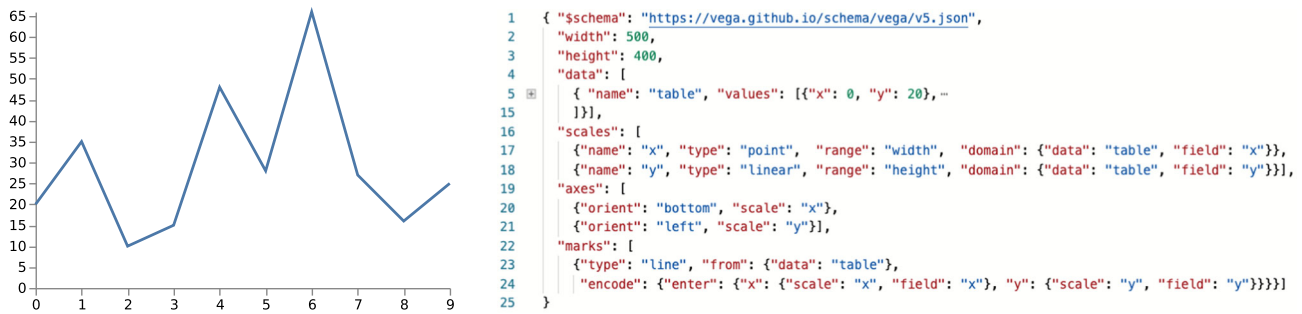 65
60
55
50
45
40
35
30
25
20
15
10
5
0
0 1 2 3 4 5 6 7 8 9
1 { "$schema": "https://vega.github.io/schema/vega/v5.json",
2 "width": 500,
3 "height": 400,
4 "data": [
5 { "name": "table", "values": [{"x": 0, "y": 20},⋯
15 ]}],
16 "scales": [
17 {"name": "x", "type": "point", "range": "width", "domain": {"data": "table", "field": "x"}},
18 {"name": "y", "type": "linear", "range": "height", "domain": {"data": "table", "field": "y"}}],
19 "axes": [
20 {"orient": "bottom", "scale": "x"},
21 {"orient": "left", "scale": "y"}],
22 "marks": [
23 {"type": "line", "from": {"data": "table"},
24 "encode": {"enter": {"x": {"scale": "x", "field": "x"}, "y": {"scale": "y", "field": "y"}}}}]
25 }